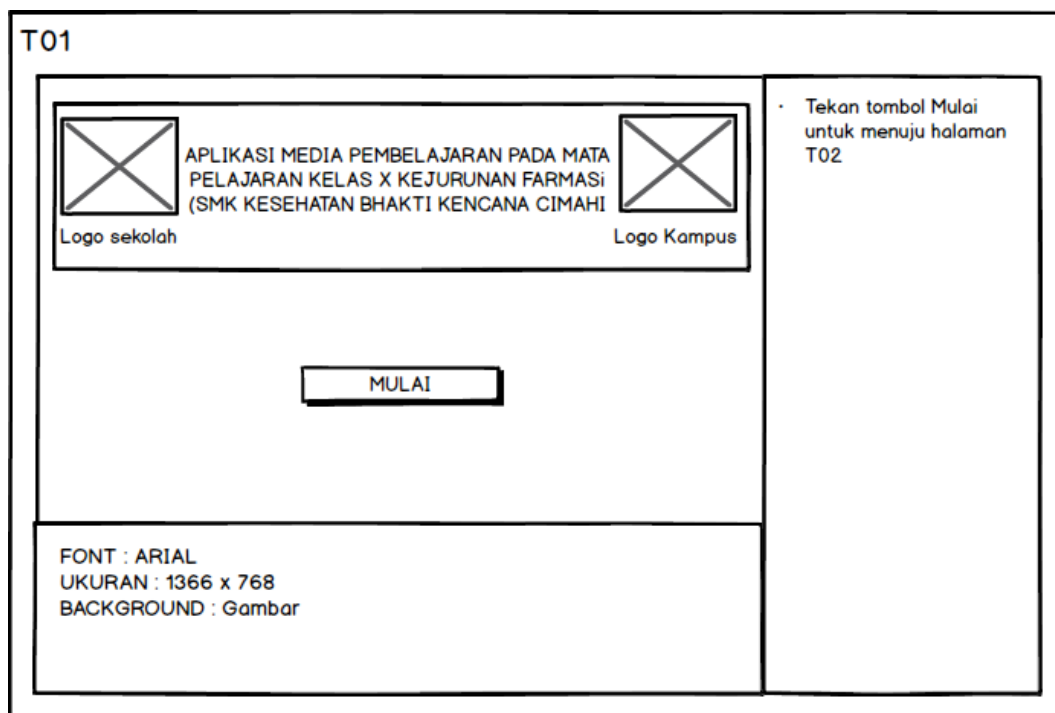 T01
APLIKASI MEDIA PEMBELAJARAN PADA MATA
PELAJARAN KELAS X KEJURUNAN FARMASi
(SMK KESEHATAN BHAKTI KENCANA CIMAHI
Logo sekolah
Logo Kampus
MULAI
FONT : ARIAL
UKURAN : 1366 x 768
BACKGROUND : Gambar
· Tekan tombol Mulai
untuk menuju halaman
T02